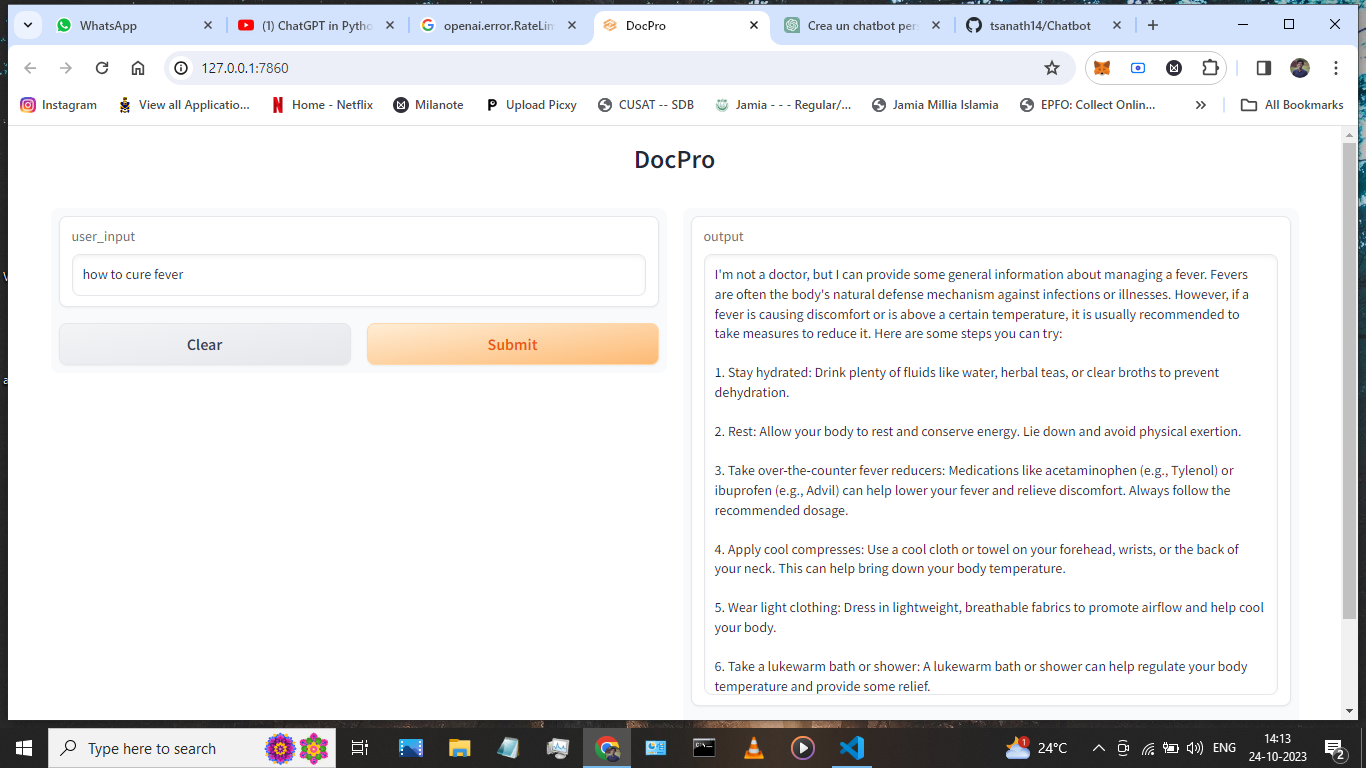 WhatsApp
(1) ChatGPT in Pytho
openai.error.RateLim
DocPro
Crea un chatbot per
tsanath14/Chatbot
127.0.0.1:7860
Instagram
View all Applicatio...
Home - Netflix
Milanote
Upload Picxy
CUSAT -- SDB
Jamia - - - Regular/...
Jamia Millia Islamia
EPFO: Collect Onlin...
All Bookmarks
DocPro
user_input
how to cure fever
Clear
Submit
output
I'm not a doctor, but I can provide some general information about managing a fever. Fevers
are often the body's natural defense mechanism against infections or illnesses. However, if a
fever is causing discomfort or is above a certain temperature, it is usually recommended to
take measures to reduce it. Here are some steps you can try:
1. Stay hydrated: Drink plenty of fluids like water, herbal teas, or clear broths to prevent
dehydration.
2. Rest: Allow your body to rest and conserve energy. Lie down and avoid physical exertion.
3. Take over-the-counter fever reducers: Medications like acetaminophen (e.g., Tylenol) or
ibuprofen (e.g., Advil) can help lower your fever and relieve discomfort. Always follow the
recommended dosage.
4. Apply cool compresses: Use a cool cloth or towel on your forehead, wrists, or the back of
your neck. This can help bring down your body temperature.
5. Wear light clothing: Dress in lightweight, breathable fabrics to promote airflow and help cool
your body.
6. Take a lukewarm bath or shower: A lukewarm bath or shower can help regulate your body
temperature and provide some relief.
Type here to search
1
24°C
ENG
14:13
24-10-2023
2